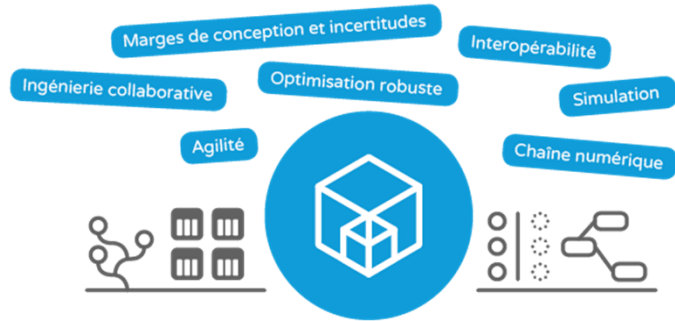 Marges de conception et incertitudes
Interopérabilité
Ingénierie collaborative
Optimisation robuste
Simulation
Agilité
Chaîne numérique